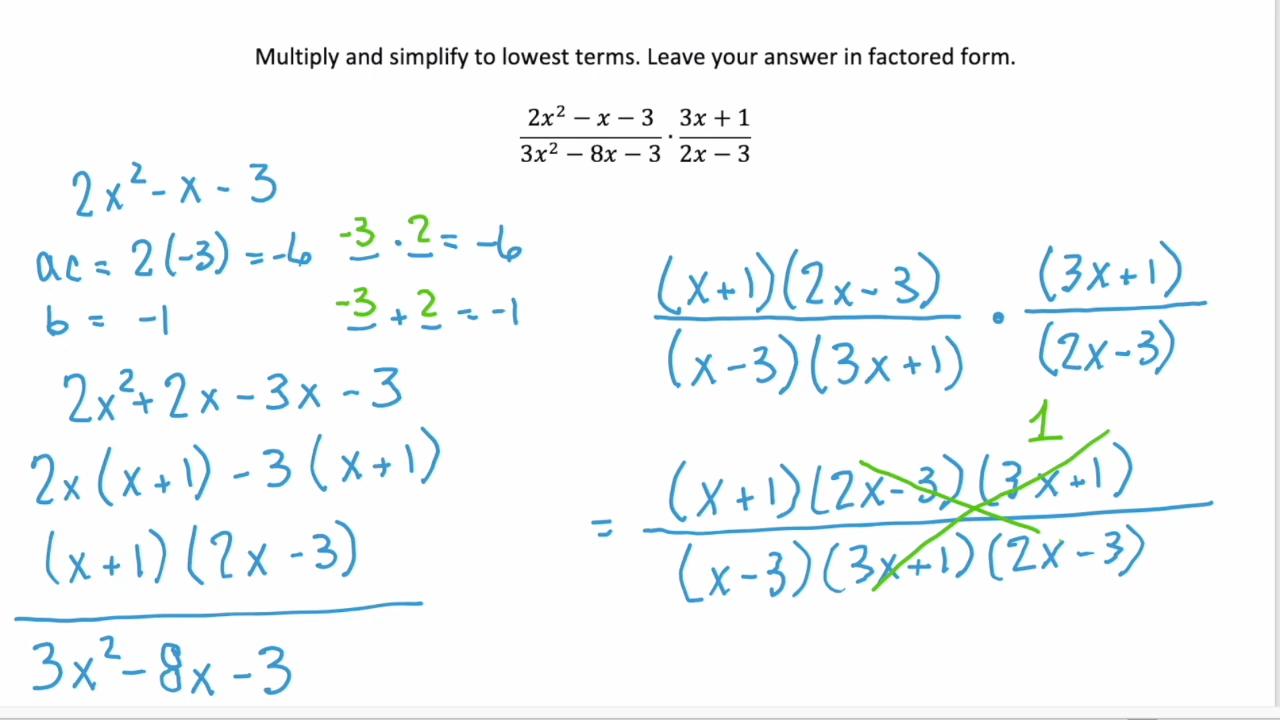 Multiply and simplify to lowest terms. Leave your answer in factored form.
2x² − x − 3   3x + 1
————— · —————
3x² − 8x − 3   2x − 3
2x² - x - 3
ac = 2(-3) = -6   -3 · 2 = -6
b = -1   -3 + 2 = -1
2x² + 2x - 3x - 3
2x(x+1) - 3(x+1)
(x+1)(2x-3)
3x² - 8x - 3
(x+1)(2x-3)   (3x+1)
————— · —————
(x-3)(3x+1)   (2x-3)
1
(x+1)(2x-3)(3x+1)
= —————
(x-3)(3x+1)(2x-3)